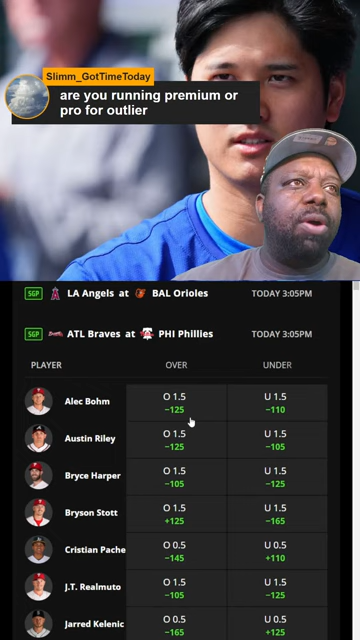 Slimm_GotTimeToday
are you running premium or
pro for outlier
SGP LA Angels at BAL Orioles TODAY 3:05PM
SGP ATL Braves at PHI Phillies TODAY 3:05PM
PLAYER OVER UNDER
Alec Bohm O 1.5 −125 U 1.5 −110
Austin Riley O 1.5 −125 U 1.5 −105
Bryce Harper O 1.5 −105 U 1.5 −125
Bryson Stott O 1.5 +125 U 1.5 −165
Cristian Pache O 0.5 −145 U 0.5 +110
J.T. Realmuto O 1.5 −105 U 1.5 −125
Jarred Kelenic O 0.5 −165 U 0.5 +125